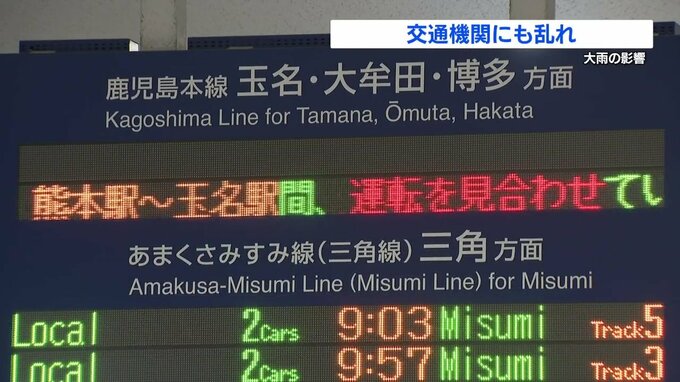 交通機関にも乱れ
大雨の影響
鹿児島本線 玉名・大牟田・博多 方面
Kagoshima Line for Tamana, Ōmuta, Hakata
熊本駅～玉名駅間、運転を見合わせてい
あまくさみすみ線(三角線) 三角 方面
Amakusa-Misumi Line (Misumi Line) for Misumi
Local 2Cars 9:03 Misumi Track5
Local 2Cars 9:57 Misumi Track3